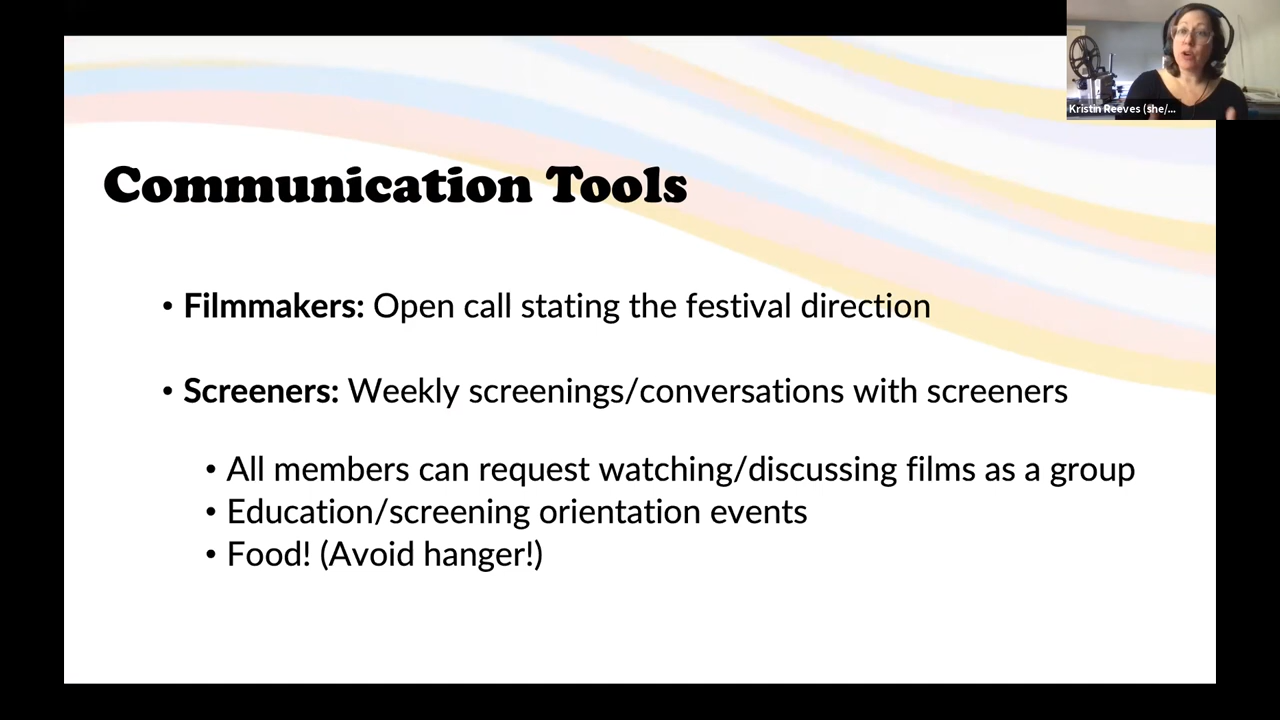 Kristin Reeves (she/...
Communication Tools
• Filmmakers: Open call stating the festival direction
• Screeners: Weekly screenings/conversations with screeners
• All members can request watching/discussing films as a group
• Education/screening orientation events
• Food! (Avoid hanger!)